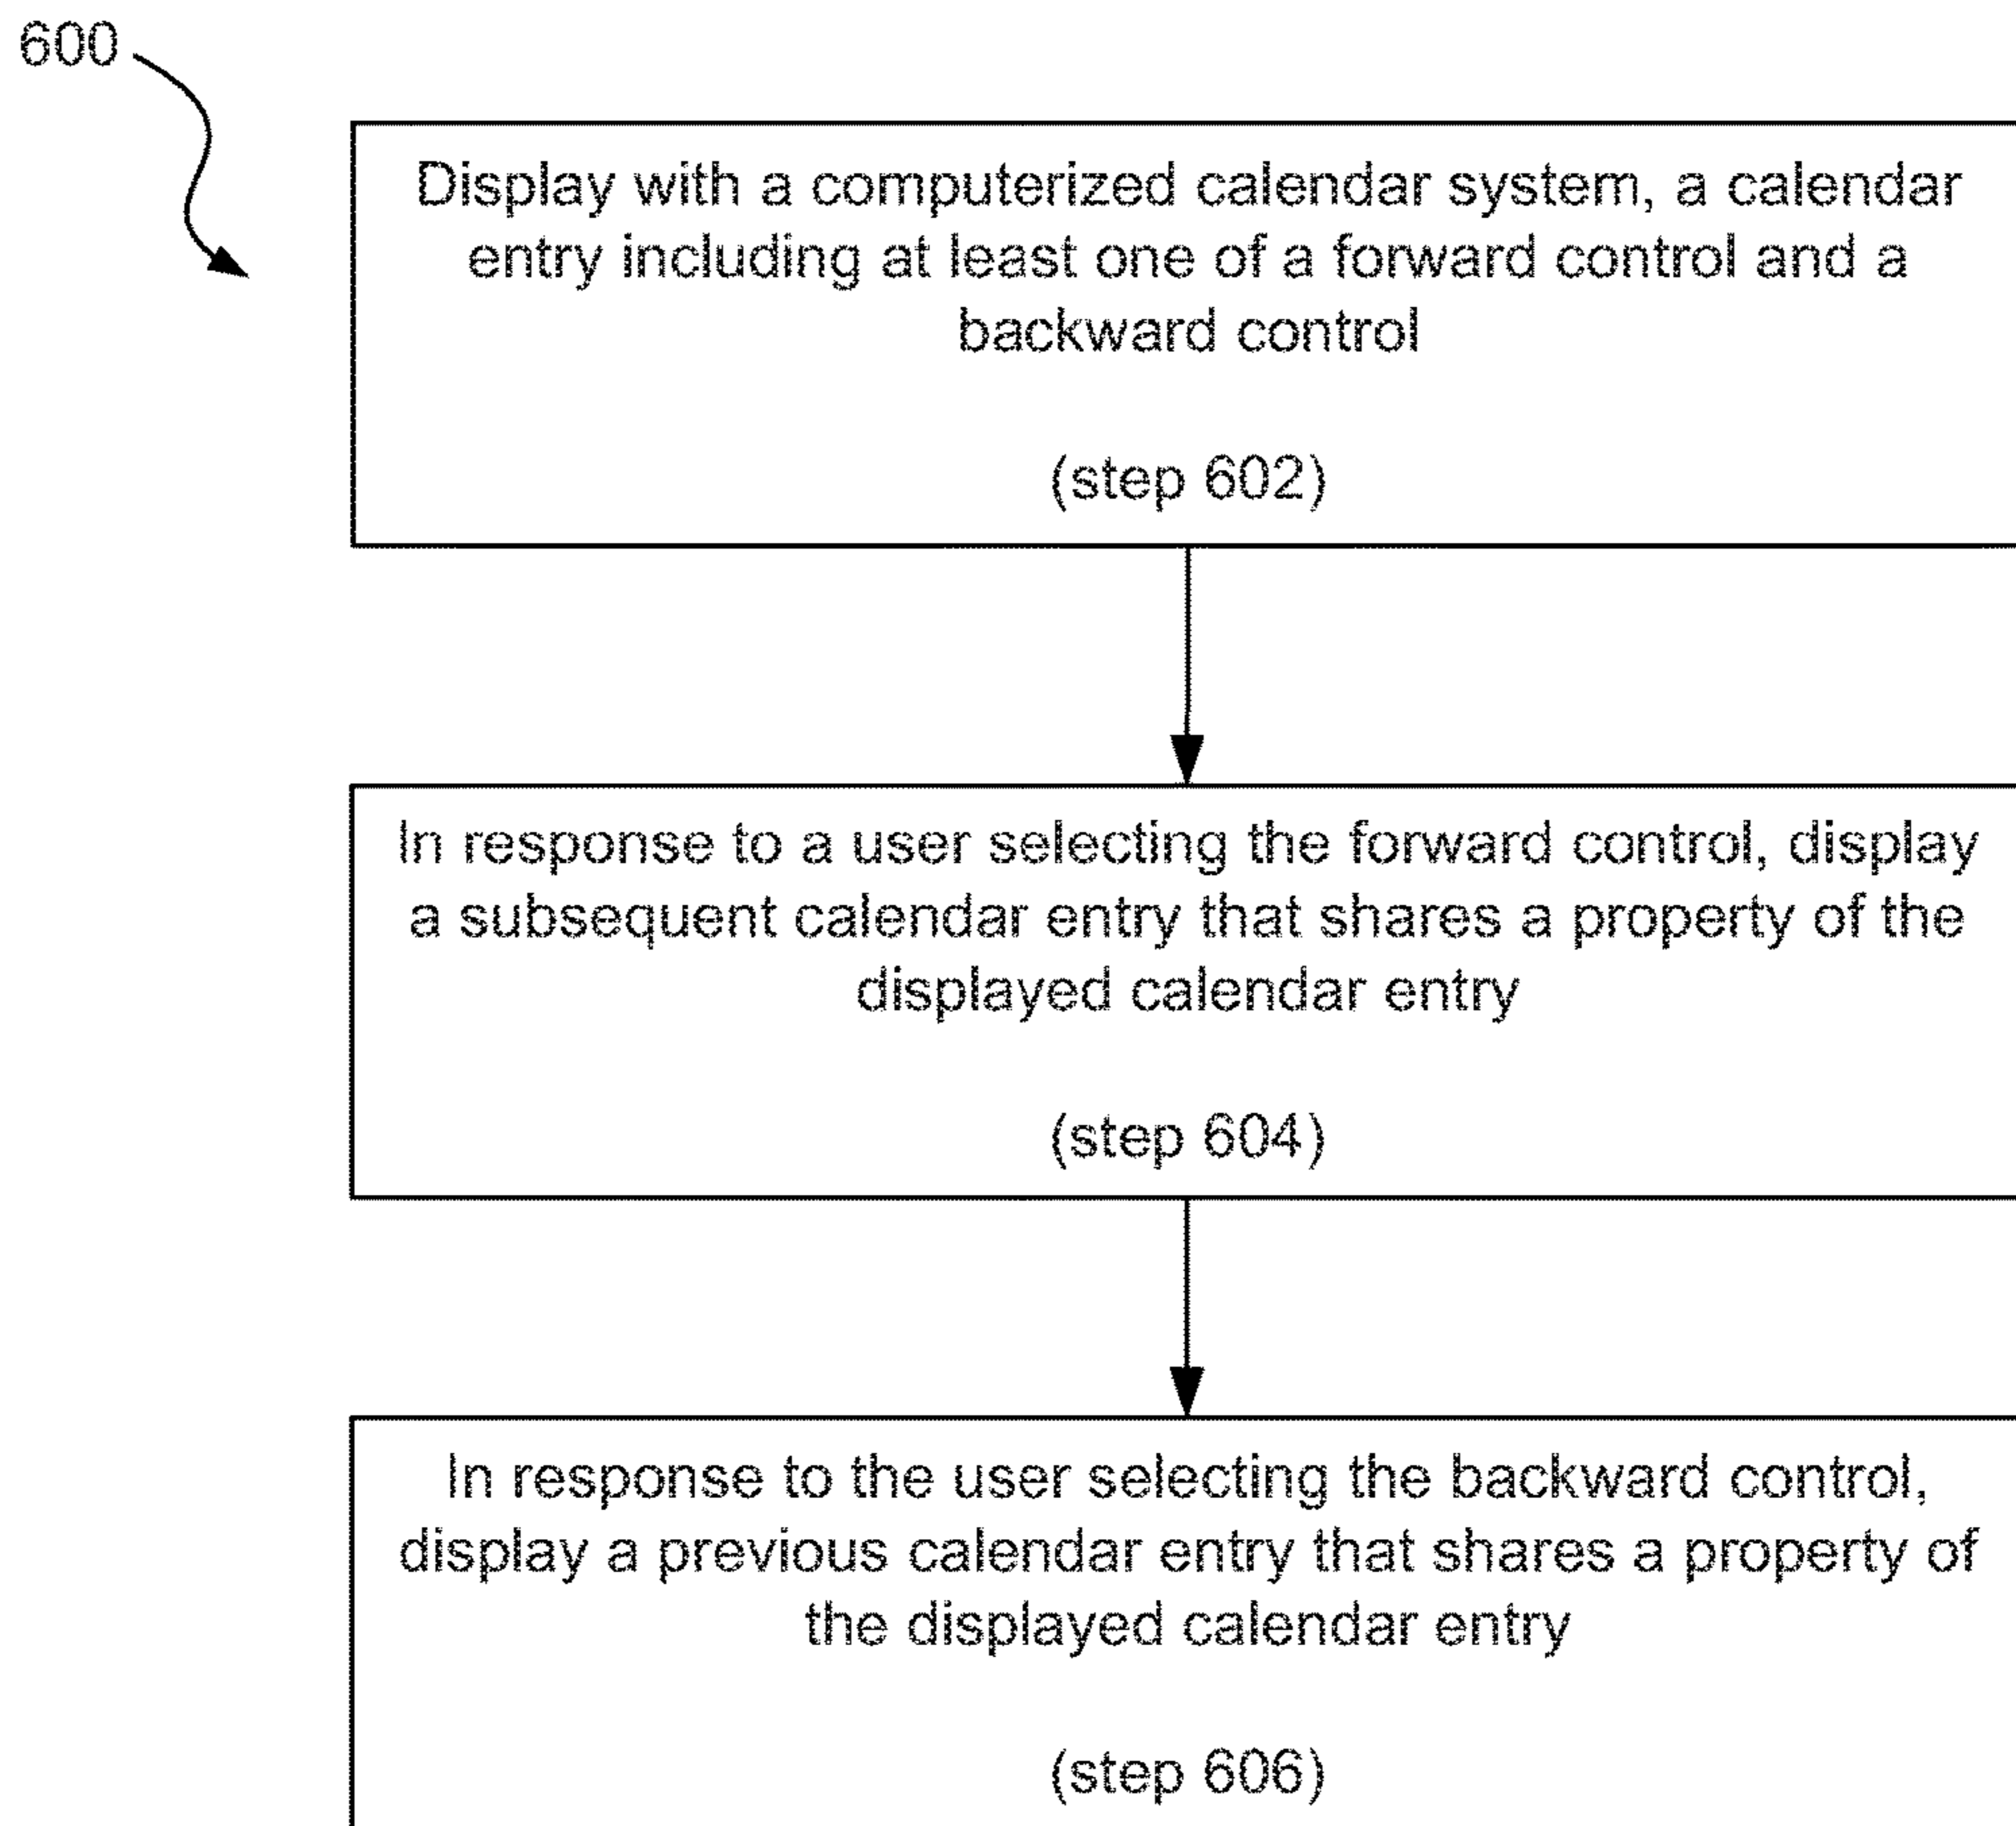 600
Display with a computerized calendar system, a calendar
entry including at least one of a forward control and a
backward control
(step 602)
In response to a user selecting the forward control, display
a subsequent calendar entry that shares a property of the
displayed calendar entry
(step 604)
In response to the user selecting the backward control,
display a previous calendar entry that shares a property of
the displayed calendar entry
(step 606)